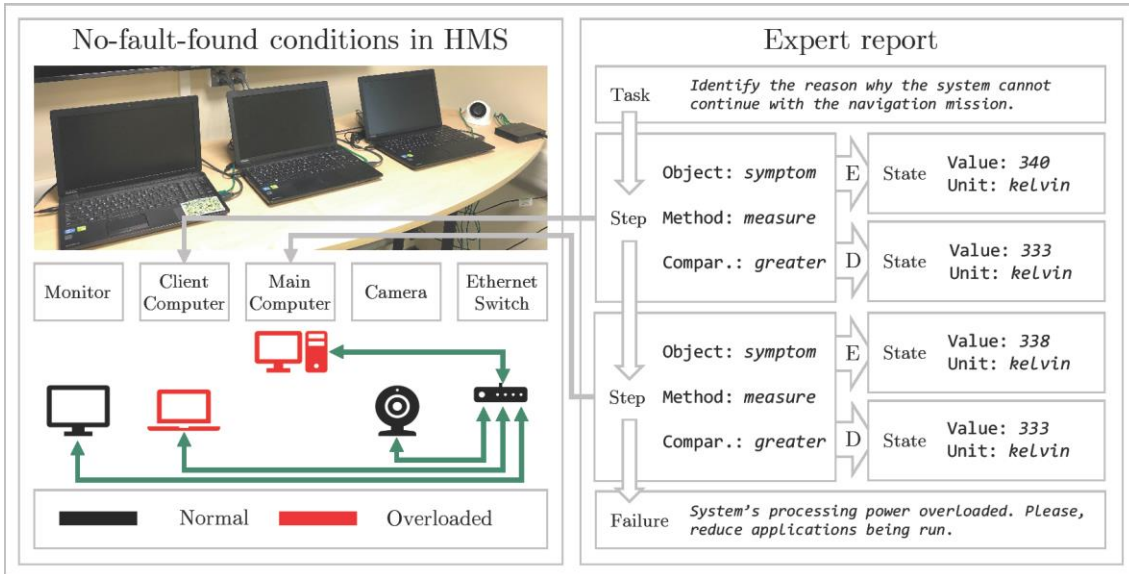 No-fault-found conditions in HMS
Monitor
Client
Computer
Main
Computer
Camera
Ethernet
Switch
Normal
Overloaded
Expert report
Task
Identify the reason why the system cannot
continue with the navigation mission.
Step
Object: symptom
Method: measure
Compar.: greater
E
State
Value: 340
Unit: kelvin
D
State
Value: 333
Unit: kelvin
Step
Object: symptom
Method: measure
Compar.: greater
E
State
Value: 338
Unit: kelvin
D
State
Value: 333
Unit: kelvin
Failure
System's processing power overloaded. Please,
reduce applications being run.